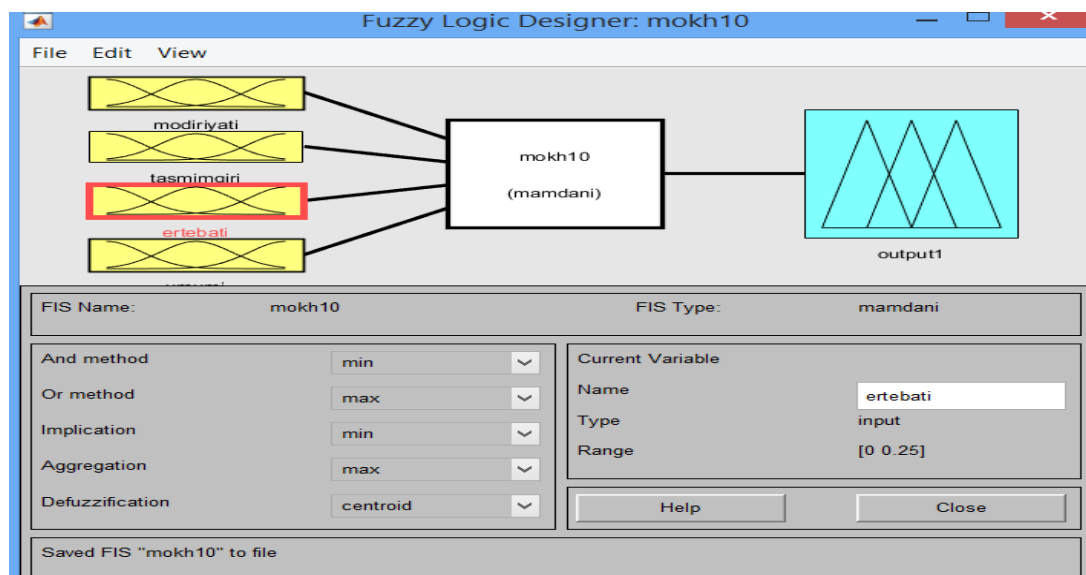 Fuzzy Logic Designer: mokh10
File Edit View
modiriyati
tasmimgiri
ertebati
mokh10
(mamdani)
output1
FIS Name: mokh10 FIS Type: mamdani
And method min
Or method max
Implication min
Aggregation max
Defuzzification centroid
Current Variable
Name ertebati
Type input
Range [0 0.25]
Help Close
Saved FIS "mokh10" to file